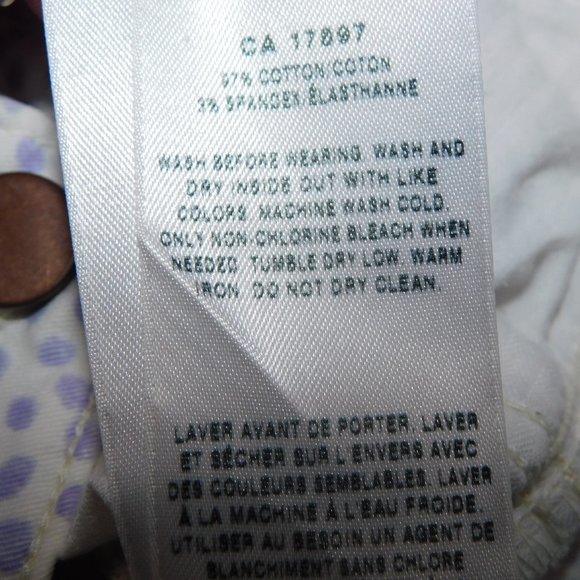 CA 17897
97% COTTON/COTON
3% SPANDEX/ÉLASTHANNE
WASH BEFORE WEARING. WASH AND
DRY INSIDE OUT WITH LIKE
COLORS. MACHINE WASH COLD.
ONLY NON-CHLORINE BLEACH WHEN
NEEDED. TUMBLE DRY LOW. WARM
IRON. DO NOT DRY CLEAN.
LAVER AVANT DE PORTER. LAVER
ET SÉCHER SUR L'ENVERS AVEC
DES COULEURS SEMBLABLES. LAVER
À LA MACHINE À L'EAU FROIDE.
UTILISER AU BESOIN UN AGENT DE
BLANCHIMENT SANS CHLORE